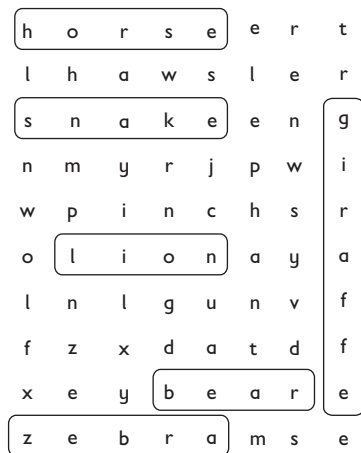 h o r s e e r t
l h a w s l e r
s n a k e e n g
n m y r j p w i
w p i n c h s r
o l i o n a y a
l n l g u n v f
f z x d a t d f
x e y b e a r e
z e b r a m s e